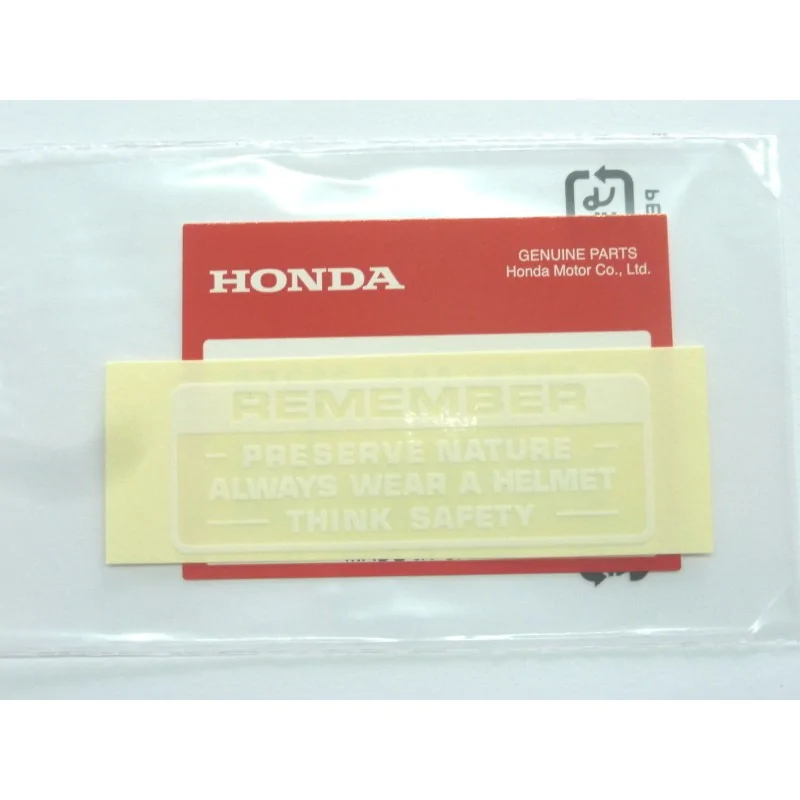 GENUINE PARTS
HONDA
Honda Motor Co., Ltd.
REMEMBER
– PRESERVE NATURE –
ALWAYS WEAR A HELMET
— THINK SAFETY —